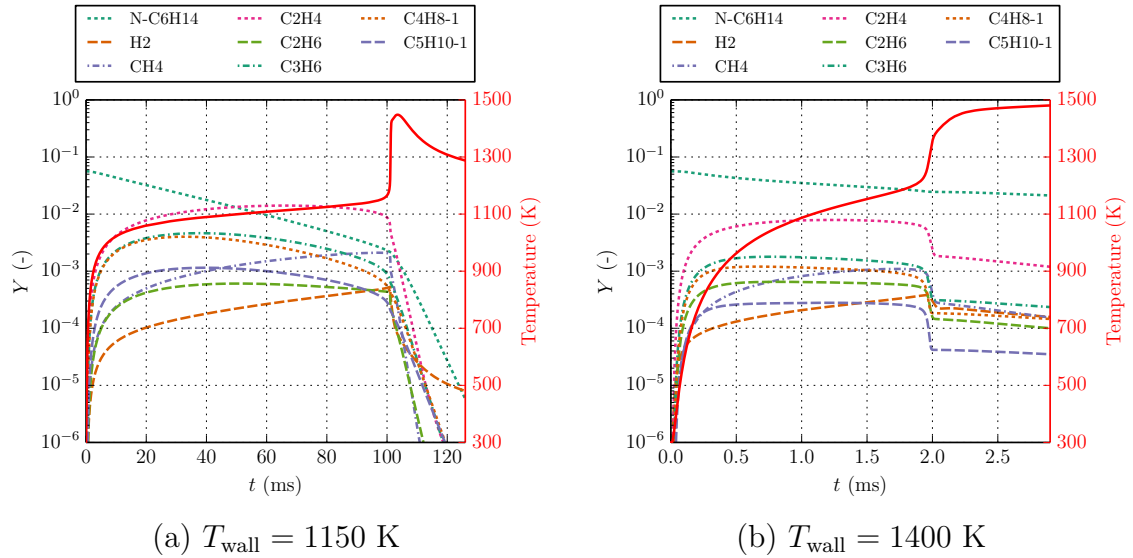 N-C6H14 C2H4 C4H8-1
H2 C2H6 C5H10-1
CH4 C3H6
10⁰
10⁻¹
10⁻²
10⁻³
10⁻⁴
10⁻⁵
10⁻⁶
Y (-)
1500
1300
1100
900
700
500
300
Temperature (K)
0 20 40 60 80 100 120
t (ms)
(a) T_wall = 1150 K
N-C6H14 C2H4 C4H8-1
H2 C2H6 C5H10-1
CH4 C3H6
10⁰
10⁻¹
10⁻²
10⁻³
10⁻⁴
10⁻⁵
10⁻⁶
Y (-)
1500
1300
1100
900
700
500
300
Temperature (K)
0.0 0.5 1.0 1.5 2.0 2.5
t (ms)
(b) T_wall = 1400 K